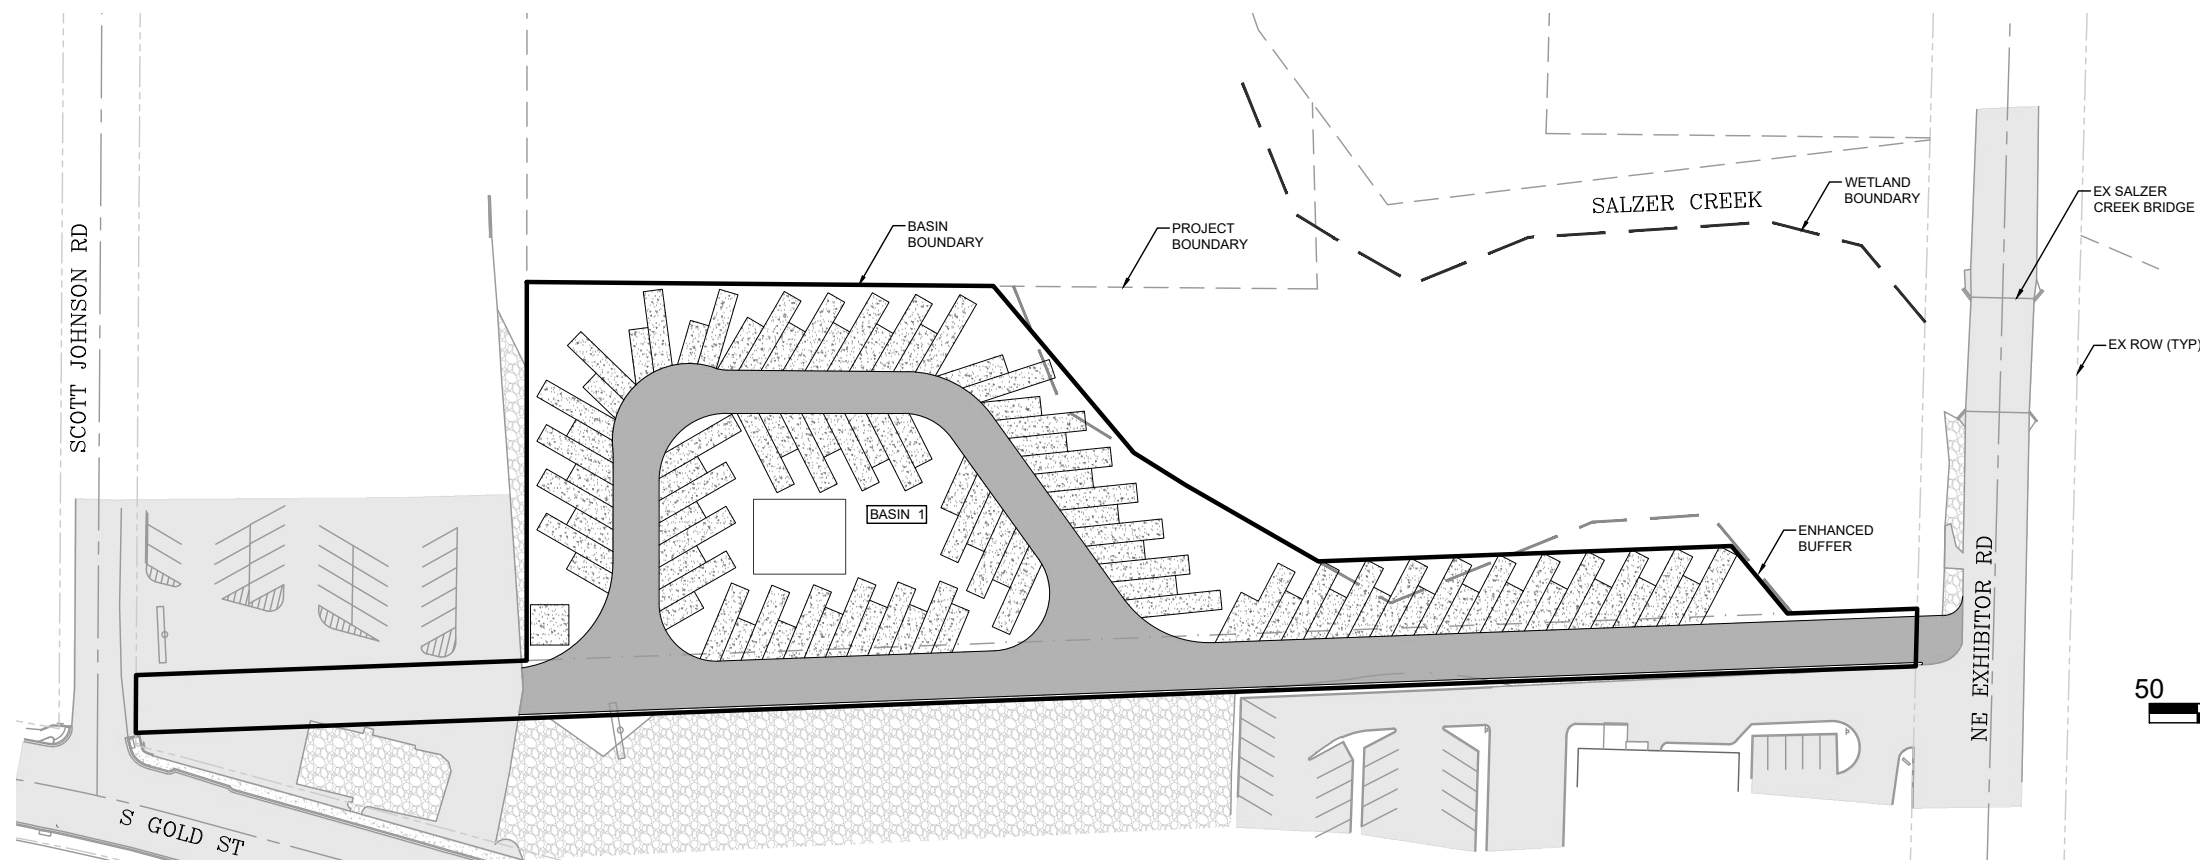 SCOTT JOHNSON RD
BASIN
BOUNDARY
PROJECT
BOUNDARY
SALZER CREEK
WETLAND
BOUNDARY
EX SALZER
CREEK BRIDGE
EX ROW (TYP)
BASIN 1
ENHANCED
BUFFER
NE EXHIBITOR RD
50
S GOLD ST